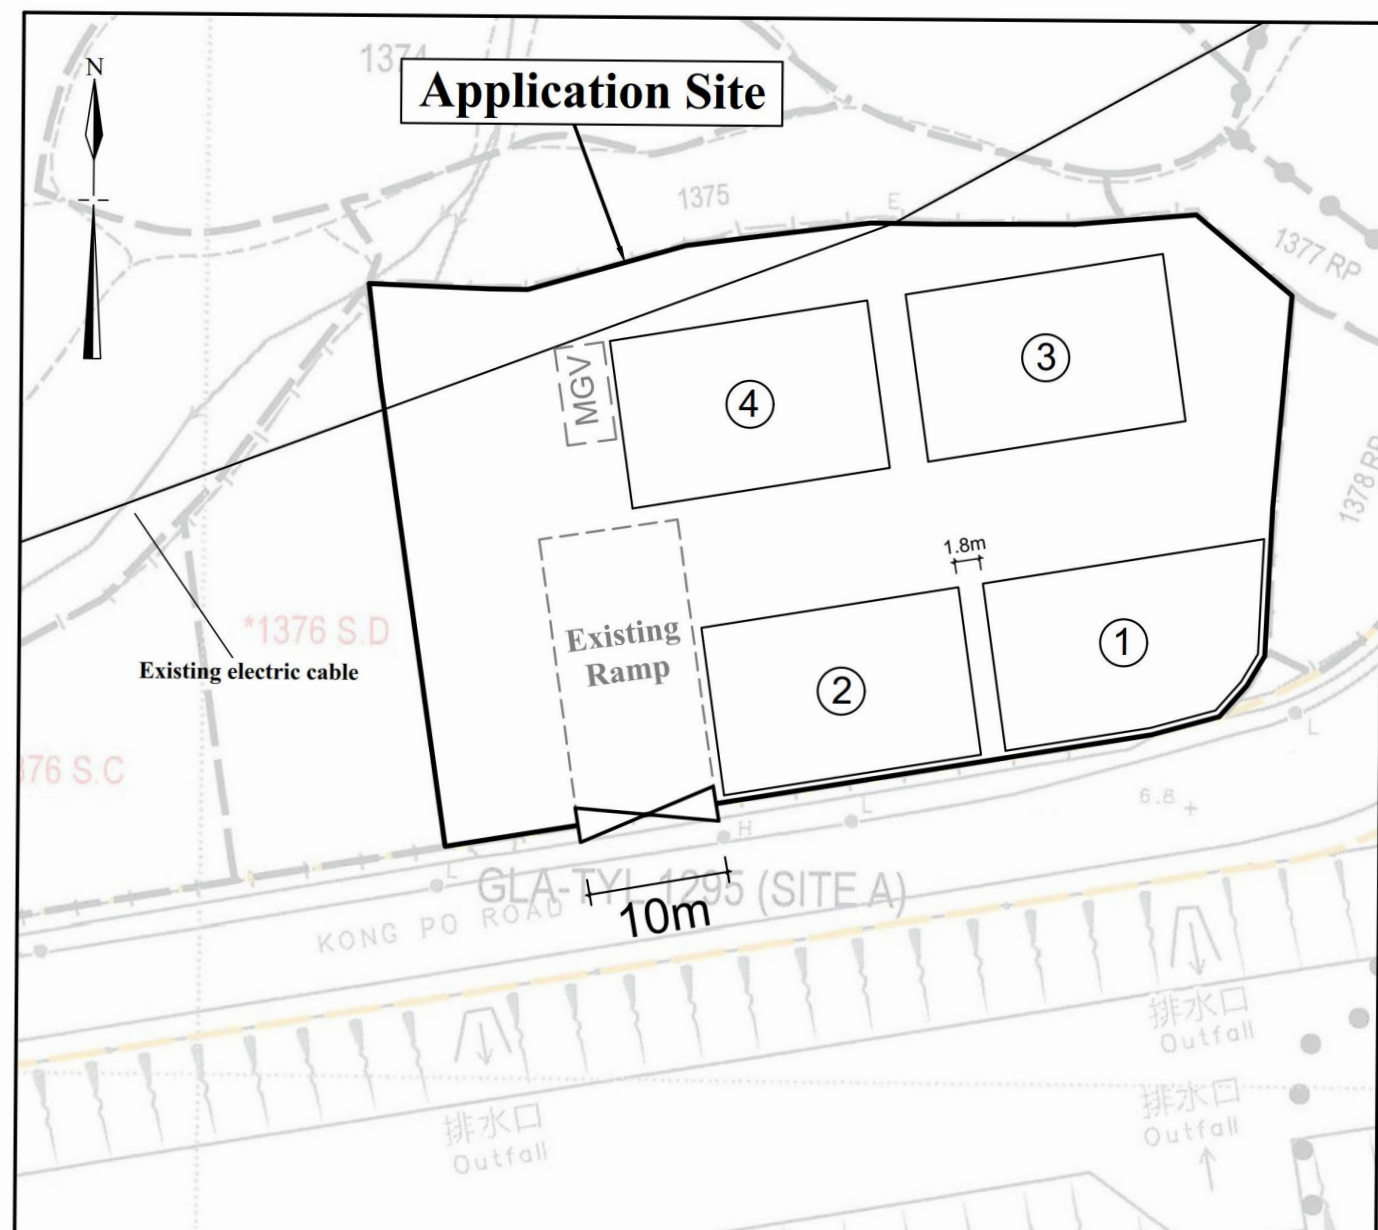 N
1374
Application Site
1375
E
1377 RP
3
4
MGV
1378 RP
1.8m
*1376 S.D
Existing
Ramp
1
Existing electric cable
2
76 S.C
L
6.8
L
H
L
GLA-TYL 1295 (SITE A)
10m
KONG PO ROAD
排水口
Outfall
排水口
Outfall
排水口
Outfall